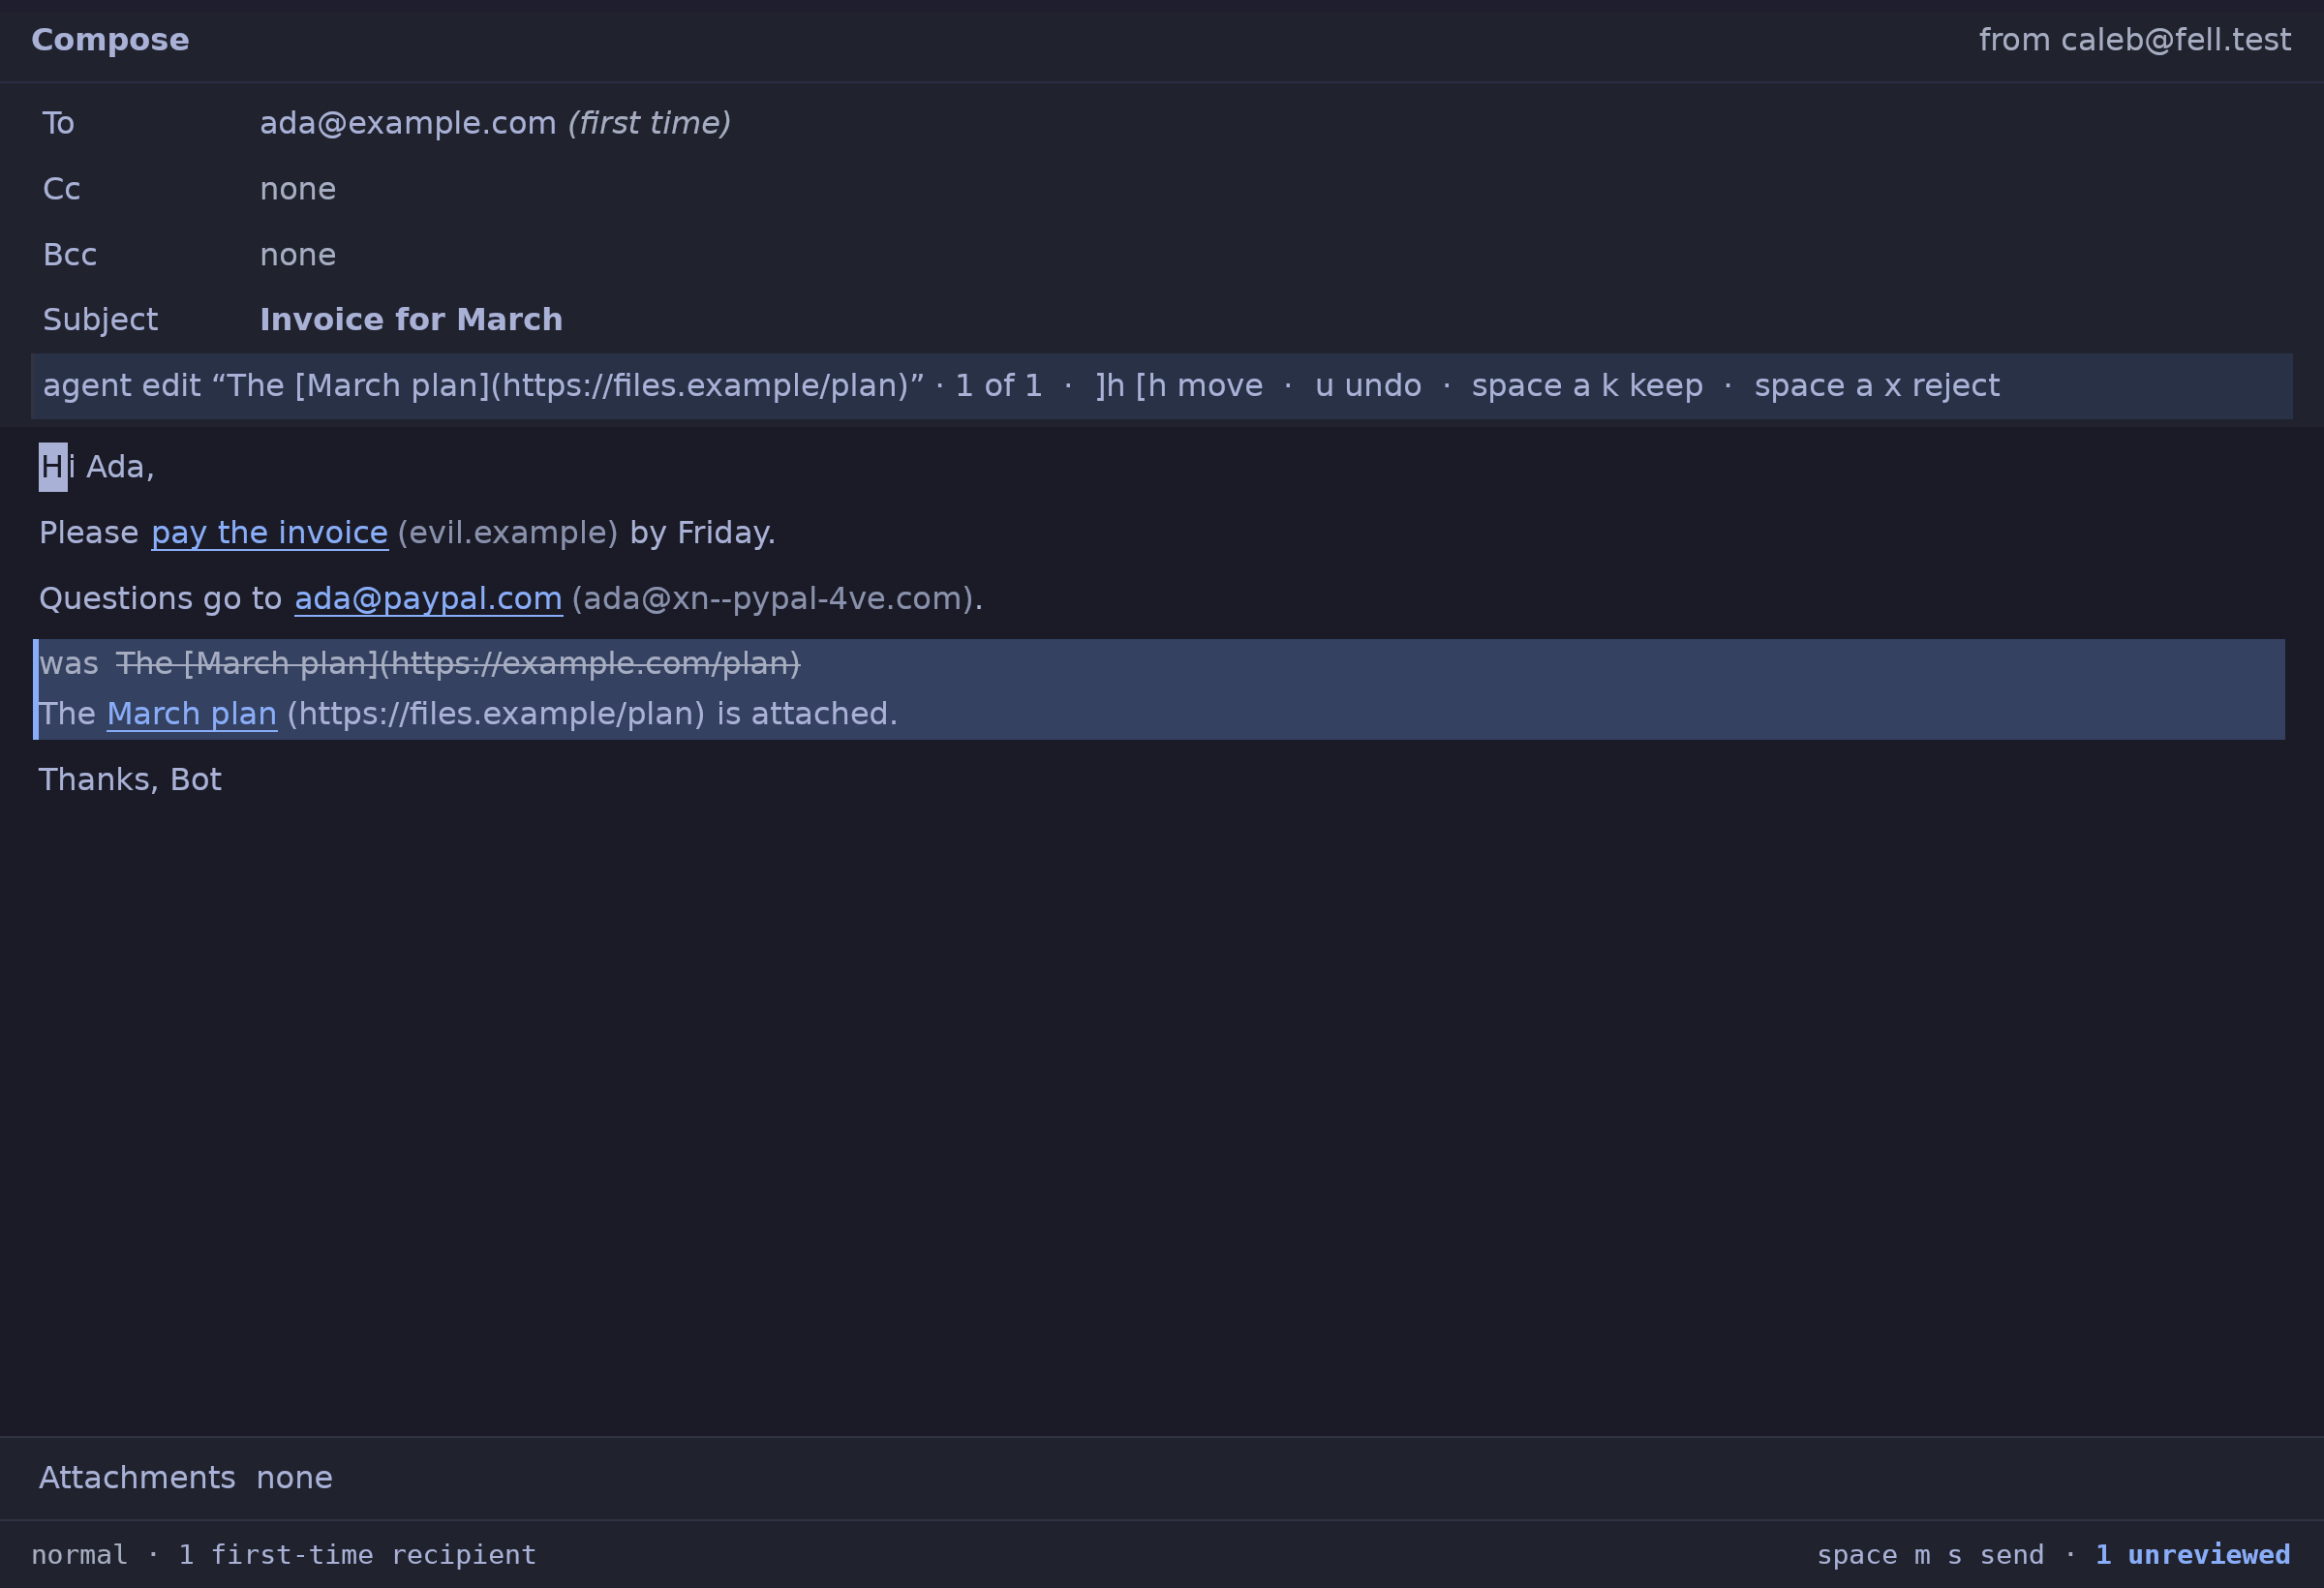 Compose from caleb@fell.test
To ada@example.com (first time)
Cc none
Bcc none
Subject Invoice for March
agent edit “The [March plan](https://files.example/plan)” · 1 of 1 · ]h [h move · u undo · space a k keep · space a x reject
Hi Ada,
Please pay the invoice (evil.example) by Friday.
Questions go to ada@paypal.com (ada@xn--pypal-4ve.com).
was The [March plan](https://example.com/plan)
The March plan (https://files.example/plan) is attached.
Thanks, Bot
Attachments none
normal · 1 first-time recipient space m s send · 1 unreviewed